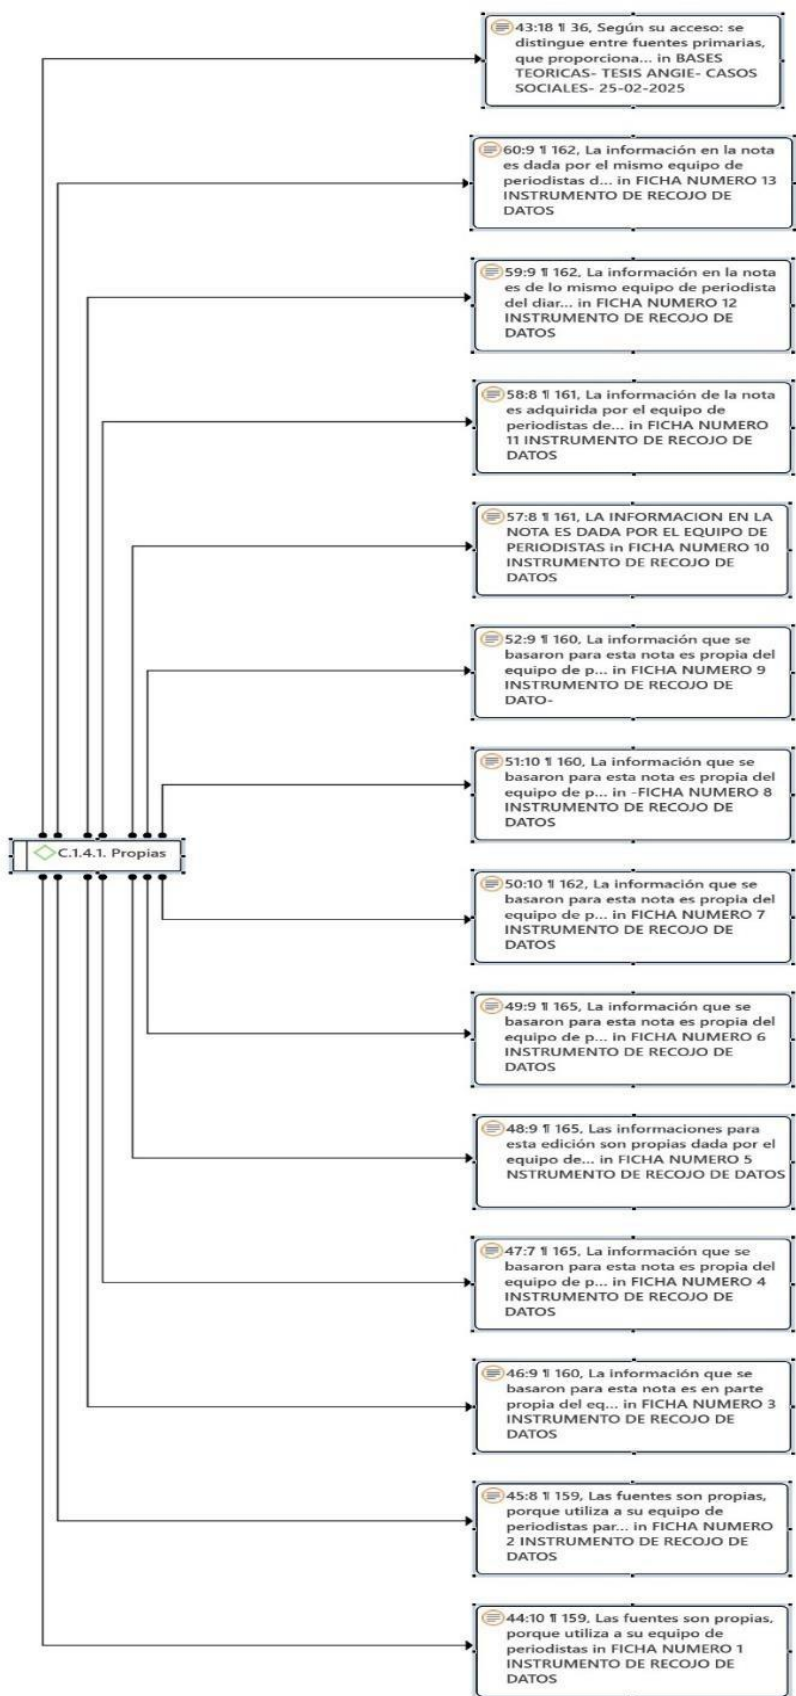 43:18 ¶ 36, Según su acceso: se
distingue entre fuentes primarias,
que proporciona... in BASES
TEORICAS- TESIS ANGIE- CASOS
SOCIALES- 25-02-2025
60:9 ¶ 162, La información en la nota
es dada por el mismo equipo de
periodistas d... in FICHA NUMERO 13
INSTRUMENTO DE RECOJO DE
DATOS
59:9 ¶ 162, La información en la nota
es de lo mismo equipo de periodista
del diar... in FICHA NUMERO 12
INSTRUMENTO DE RECOJO DE
DATOS
58:8 ¶ 161, La información de la nota
es adquirida por el equipo de
periodistas de... in FICHA NUMERO
11 INSTRUMENTO DE RECOJO DE
DATOS
57:8 ¶ 161, LA INFORMACION EN LA
NOTA ES DADA POR EL EQUIPO DE
PERIODISTAS in FICHA NUMERO 10
INSTRUMENTO DE RECOJO DE
DATOS
52:9 ¶ 160, La información que se
basaron para esta nota es propia del
equipo de p... in FICHA NUMERO 9
INSTRUMENTO DE RECOJO DE
DATO-
51:10 ¶ 160, La información que se
basaron para esta nota es propia del
equipo de p... in -FICHA NUMERO 8
INSTRUMENTO DE RECOJO DE
DATOS
C.1.4.1. Propias
50:10 ¶ 162, La información que se
basaron para esta nota es propia del
equipo de p... in FICHA NUMERO 7
INSTRUMENTO DE RECOJO DE
DATOS
49:9 ¶ 165, La información que se
basaron para esta nota es propia del
equipo de p... in FICHA NUMERO 6
INSTRUMENTO DE RECOJO DE
DATOS
48:9 ¶ 165, Las informaciones para
esta edición son propias dada por el
equipo de... in FICHA NUMERO 5
NSTRUMENTO DE RECOJO DE DATOS
47:7 ¶ 165, La información que se
basaron para esta nota es propia del
equipo de p... in FICHA NUMERO 4
INSTRUMENTO DE RECOJO DE
DATOS
46:9 ¶ 160, La información que se
basaron para esta nota es en parte
propia del eq... in FICHA NUMERO 3
INSTRUMENTO DE RECOJO DE
DATOS
45:8 ¶ 159, Las fuentes son propias,
porque utiliza a su equipo de
periodistas par... in FICHA NUMERO
2 INSTRUMENTO DE RECOJO DE
DATOS
44:10 ¶ 159, Las fuentes son propias,
porque utiliza a su equipo de
periodistas in FICHA NUMERO 1
INSTRUMENTO DE RECOJO DE
DATOS